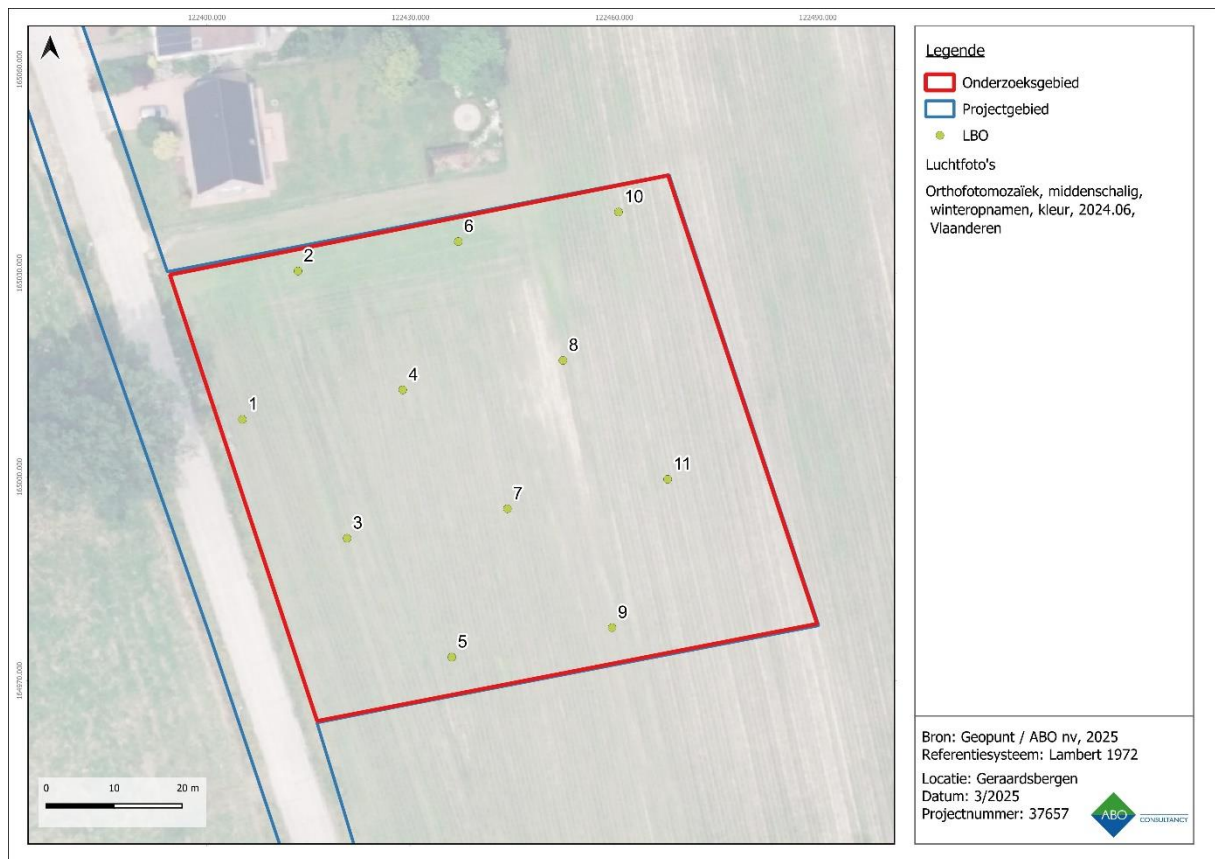 122400.000
122430.000
122460.000
122490.000
165060.000
165030.000
165000.000
164970.000
10
6
2
8
4
1
11
7
3
9
5
0 10 20 m
Legende
Onderzoeksgebied
Projectgebied
LBO
Luchtfoto's
Orthofotomozaïek, middenschalig,
winteropnamen, kleur, 2024.06,
Vlaanderen
Bron: Geopunt / ABO nv, 2025
Referentiesysteem: Lambert 1972
Locatie: Geraardsbergen
Datum: 3/2025
Projectnummer: 37657
ABO
CONSULTANCY